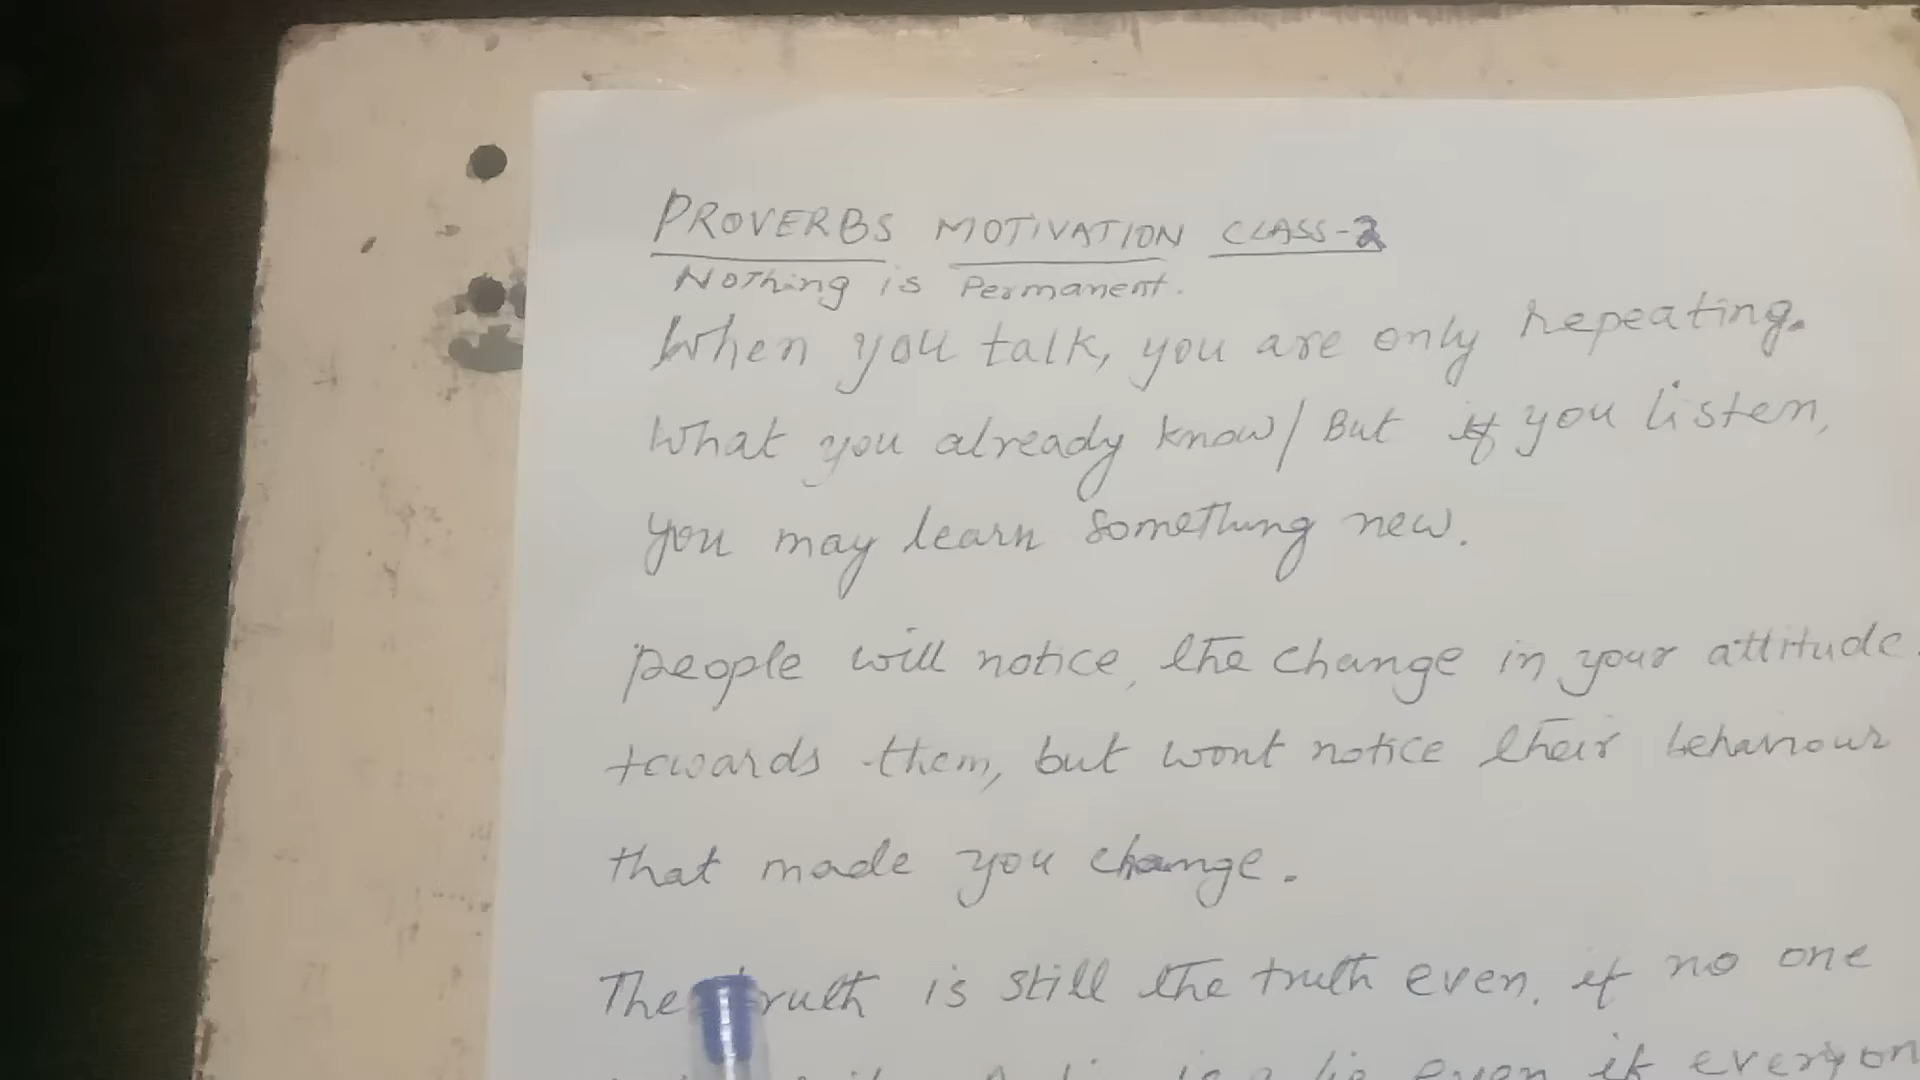 PROVERBS MOTIVATION CLASS-2
Nothing is Permanent.
When you talk, you are only repeating.
What you already know/ But if you listen,
you may learn something new.
people will notice, the change in your attitude.
towards them, but wont notice their behaviour
that made you change.
The truth is still the truth even, if no one
is a lie even if everyon